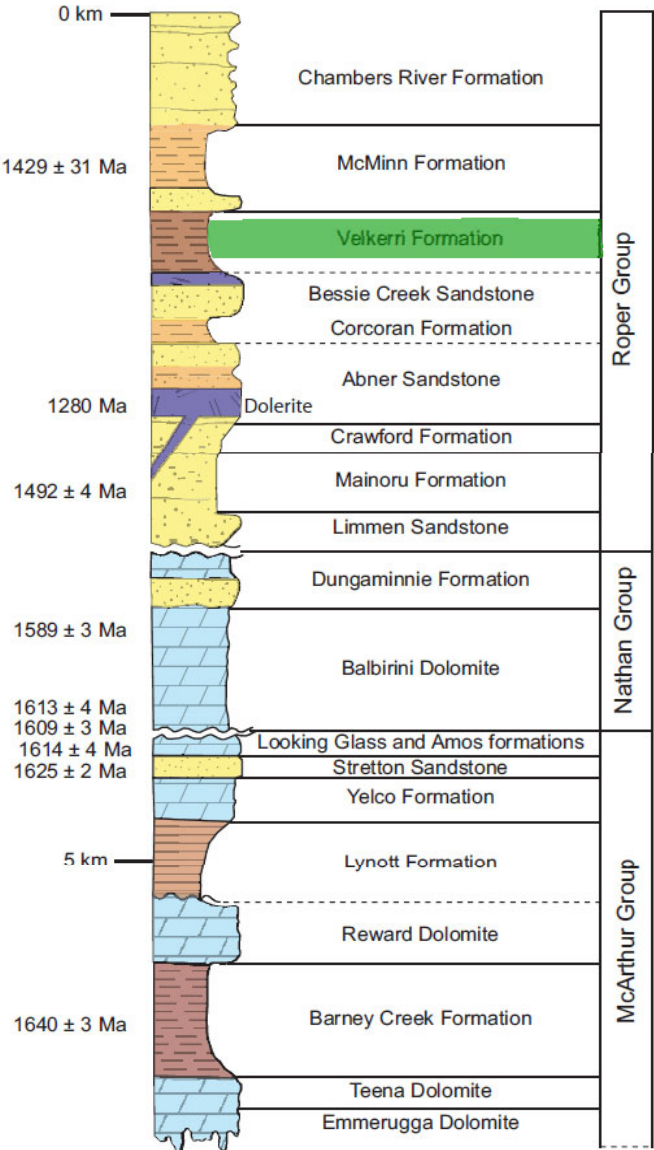 0 km
Chambers River Formation
1429 ± 31 Ma
McMinn Formation
Velkerri Formation
Bessie Creek Sandstone
Corcoran Formation
Abner Sandstone
1280 Ma
Dolerite
Crawford Formation
Mainoru Formation
1492 ± 4 Ma
Limmen Sandstone
Roper Group
Dungaminnie Formation
1589 ± 3 Ma
Balbirini Dolomite
1613 ± 4 Ma
1609 ± 3 Ma
Nathan Group
Looking Glass and Amos formations
1614 ± 4 Ma
Stretton Sandstone
1625 ± 2 Ma
Yelco Formation
5 km
Lynott Formation
Reward Dolomite
Barney Creek Formation
1640 ± 3 Ma
Teena Dolomite
Emmerugga Dolomite
McArthur Group